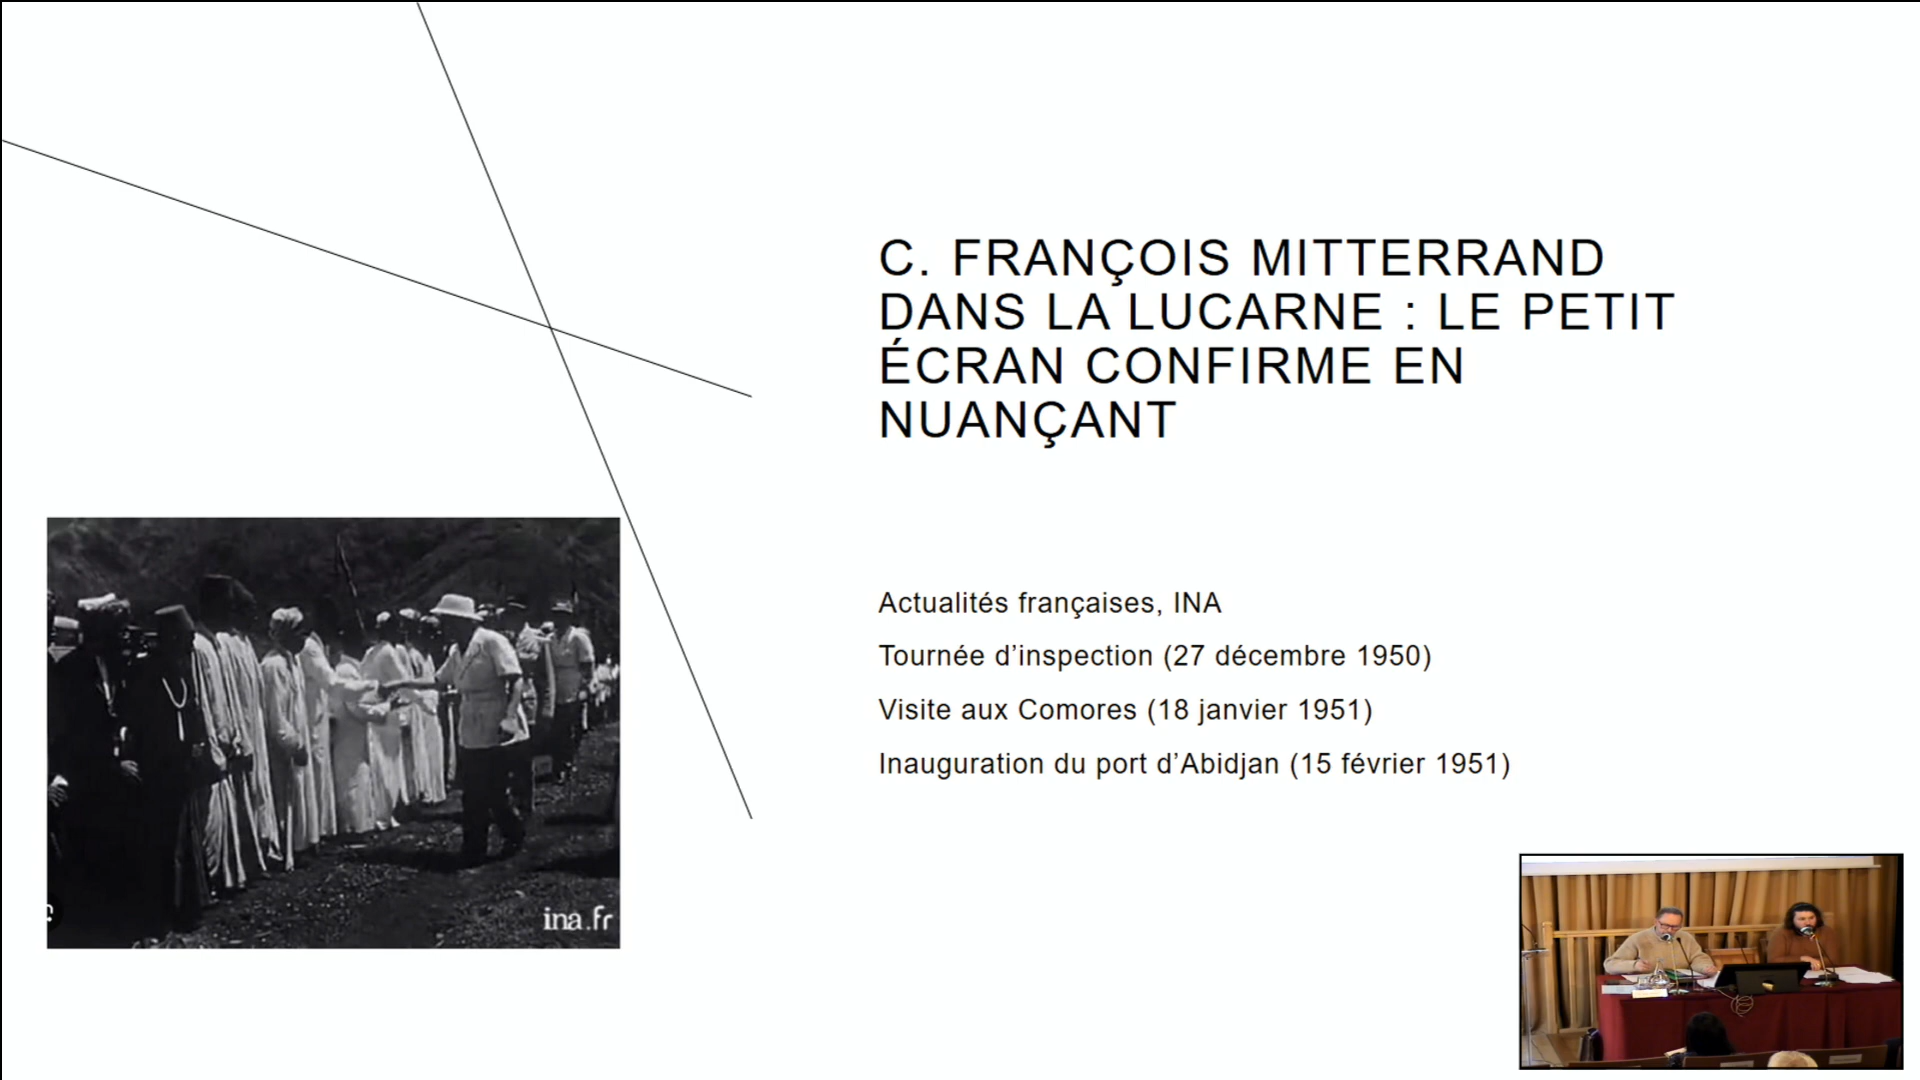 C. FRANÇOIS MITTERRAND
DANS LA LUCARNE : LE PETIT
ÉCRAN CONFIRME EN
NUANÇANT
Actualités françaises, INA
Tournée d’inspection (27 décembre 1950)
Visite aux Comores (18 janvier 1951)
Inauguration du port d’Abidjan (15 février 1951)
ina.fr